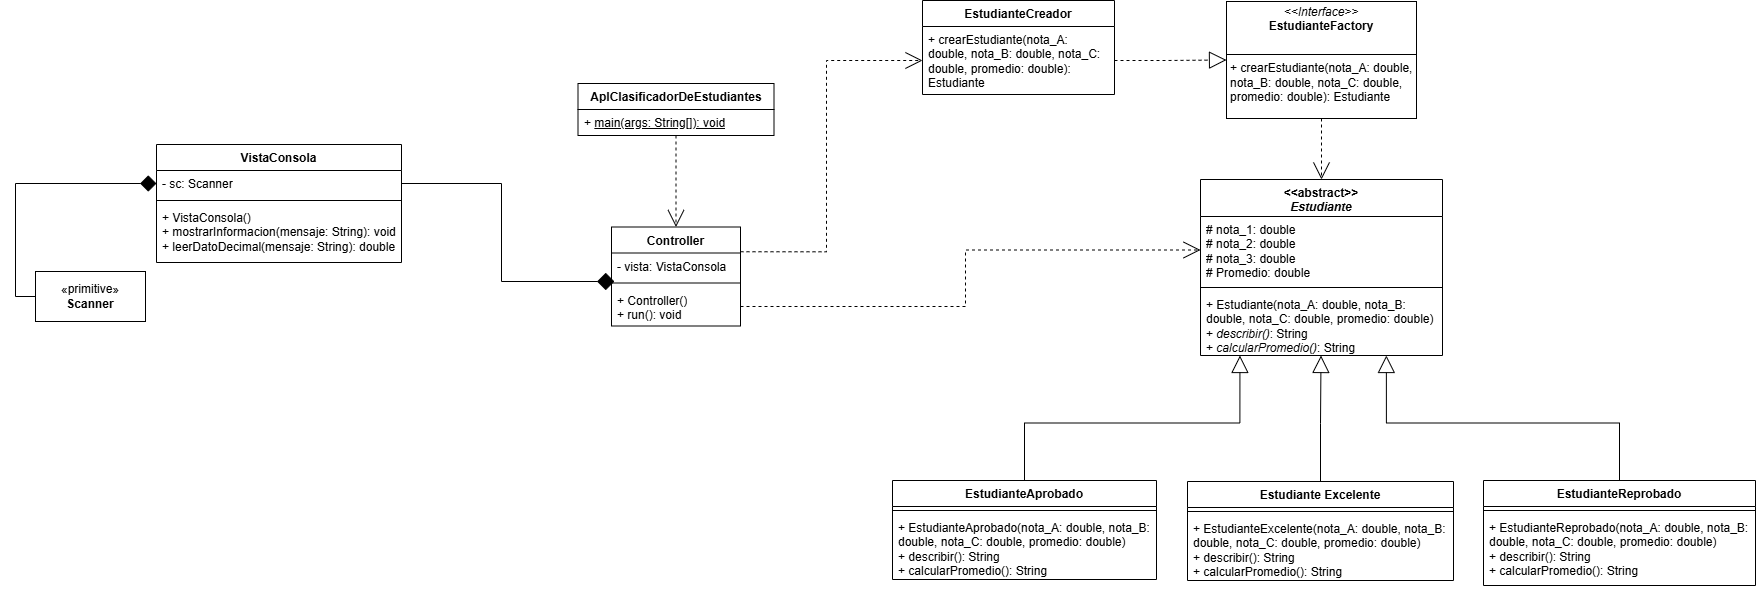 EstudianteCreador
+ crearEstudiante(nota_A:
double, nota_B: double, nota_C:
double, promedio: double):
Estudiante
<<Interface>>
EstudianteFactory
+ crearEstudiante(nota_A: double,
nota_B: double, nota_C: double,
promedio: double): Estudiante
AplClasificadorDeEstudiantes
+ main(args: String[]): void
VistaConsola
- sc: Scanner
+ VistaConsola()
+ mostrarInformacion(mensaje: String): void
+ leerDatoDecimal(mensaje: String): double
«primitive»
Scanner
Controller
- vista: VistaConsola
+ Controller()
+ run(): void
<<abstract>>
Estudiante
# nota_1: double
# nota_2: double
# nota_3: double
# Promedio: double
+ Estudiante(nota_A: double, nota_B:
double, nota_C: double, promedio: double)
+ describir(): String
+ calcularPromedio(): String
EstudianteAprobado
+ EstudianteAprobado(nota_A: double, nota_B:
double, nota_C: double, promedio: double)
+ describir(): String
+ calcularPromedio(): String
Estudiante Excelente
+ EstudianteExcelente(nota_A: double, nota_B:
double, nota_C: double, promedio: double)
+ describir(): String
+ calcularPromedio(): String
EstudianteReprobado
+ EstudianteReprobado(nota_A: double, nota_B:
double, nota_C: double, promedio: double)
+ describir(): String
+ calcularPromedio(): String